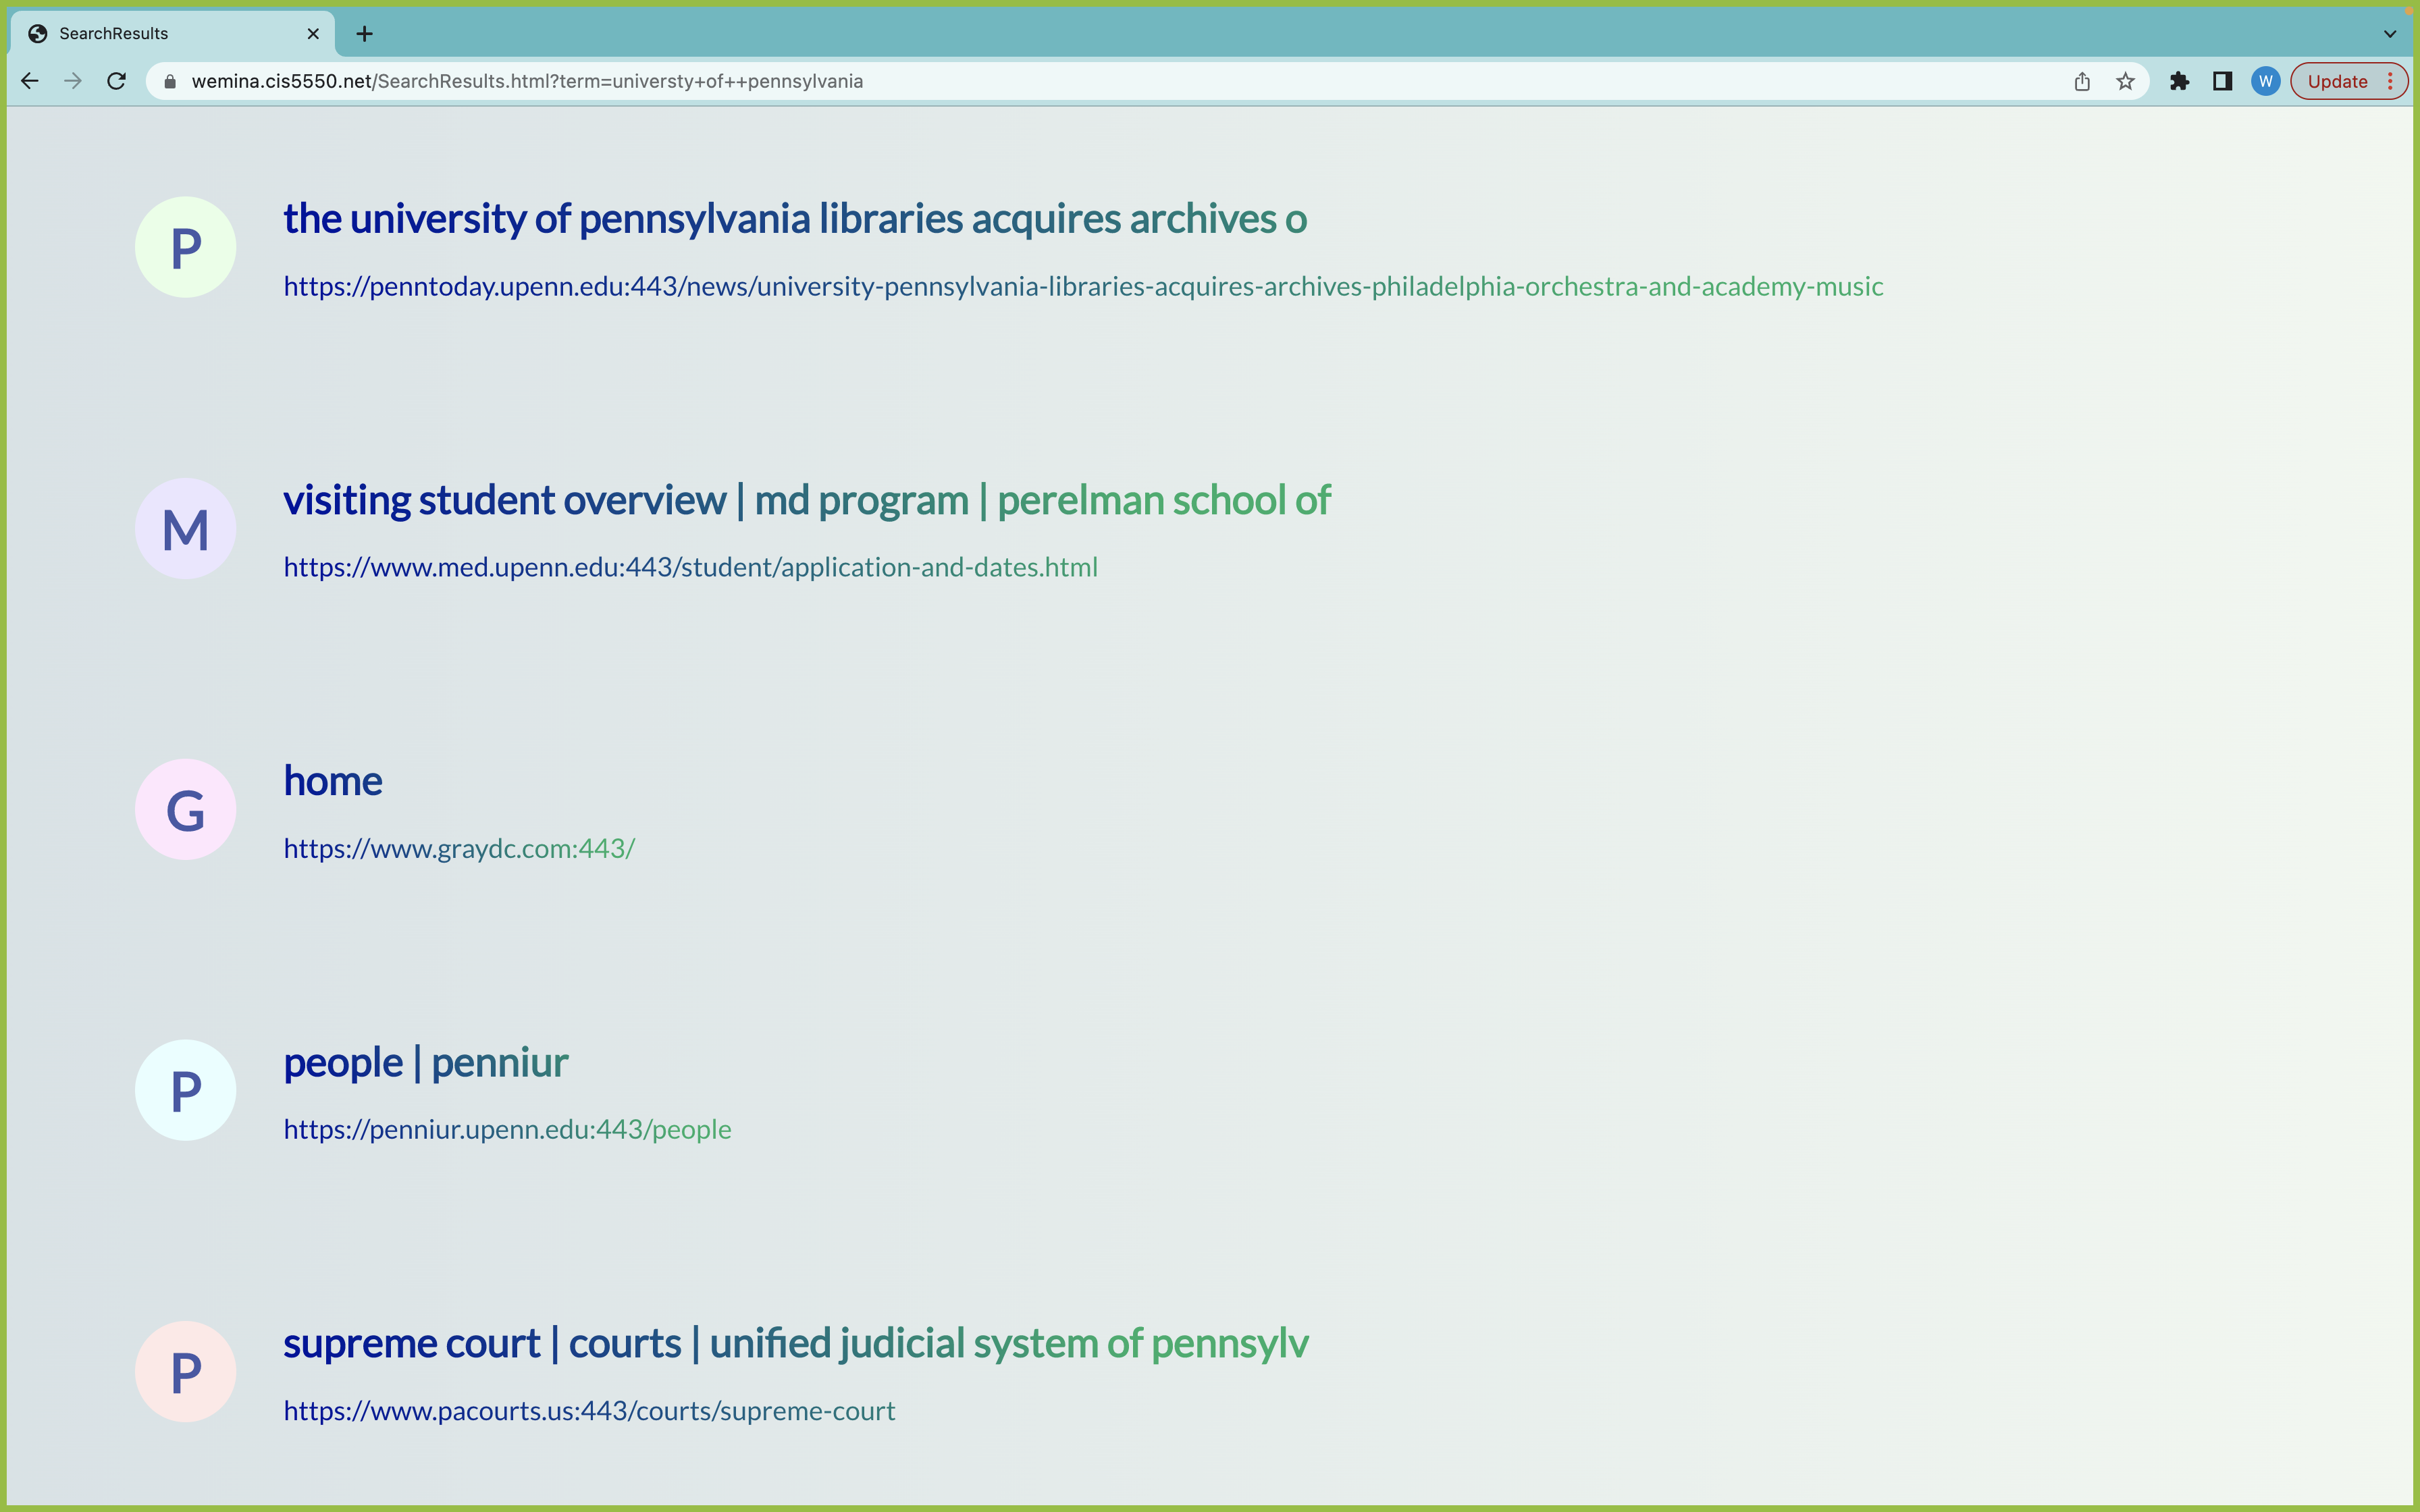 SearchResults
wemina.cis5550.net/SearchResults.html?term=universty+of++pennsylvania
W
Update
P
the university of pennsylvania libraries acquires archives o
https://penntoday.upenn.edu:443/news/university-pennsylvania-libraries-acquires-archives-philadelphia-orchestra-and-academy-music
M
visiting student overview | md program | perelman school of
https://www.med.upenn.edu:443/student/application-and-dates.html
G
home
https://www.graydc.com:443/
P
people | penniur
https://penniur.upenn.edu:443/people
P
supreme court | courts | unified judicial system of pennsylv
https://www.pacourts.us:443/courts/supreme-court